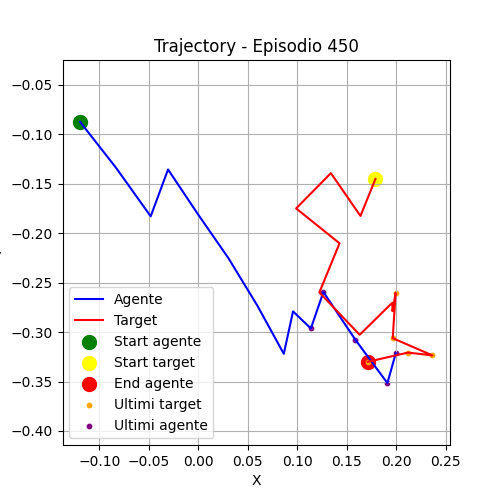 Trajectory - Episodio 450
−0.05
−0.10
−0.15
−0.20
−0.25
−0.30
−0.35
−0.40
Agente
Target
Start agente
Start target
End agente
Ultimi target
Ultimi agente
−0.10 −0.05 0.00 0.05 0.10 0.15 0.20 0.25
X